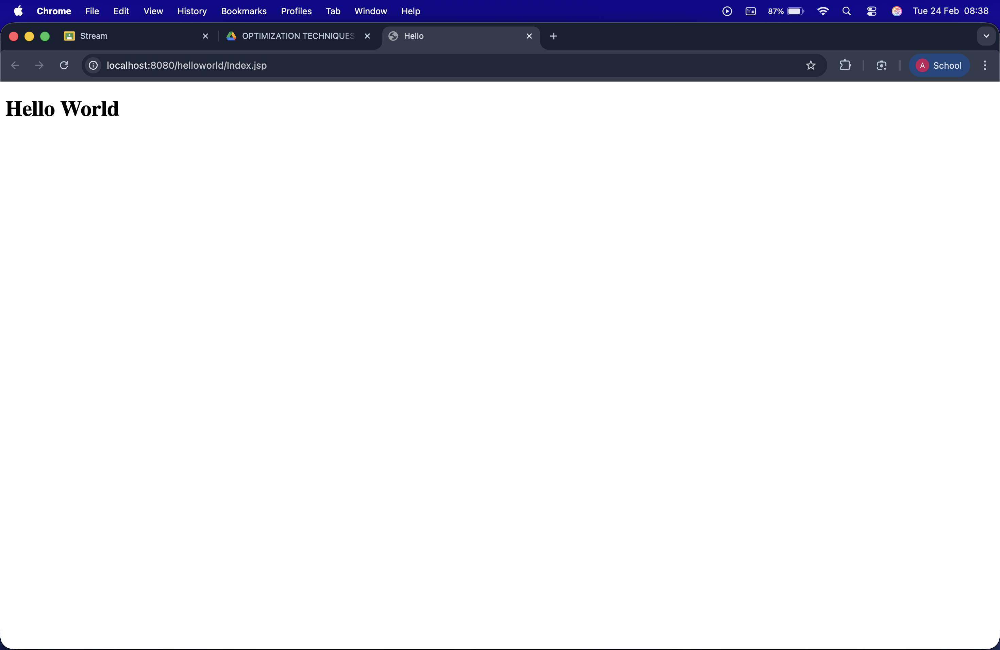 Chrome File Edit View History Bookmarks Profiles Tab Window Help 87% Tue 24 Feb 08:38
Stream OPTIMIZATION TECHNIQUES Hello
localhost:8080/helloworld/Index.jsp A School
Hello World